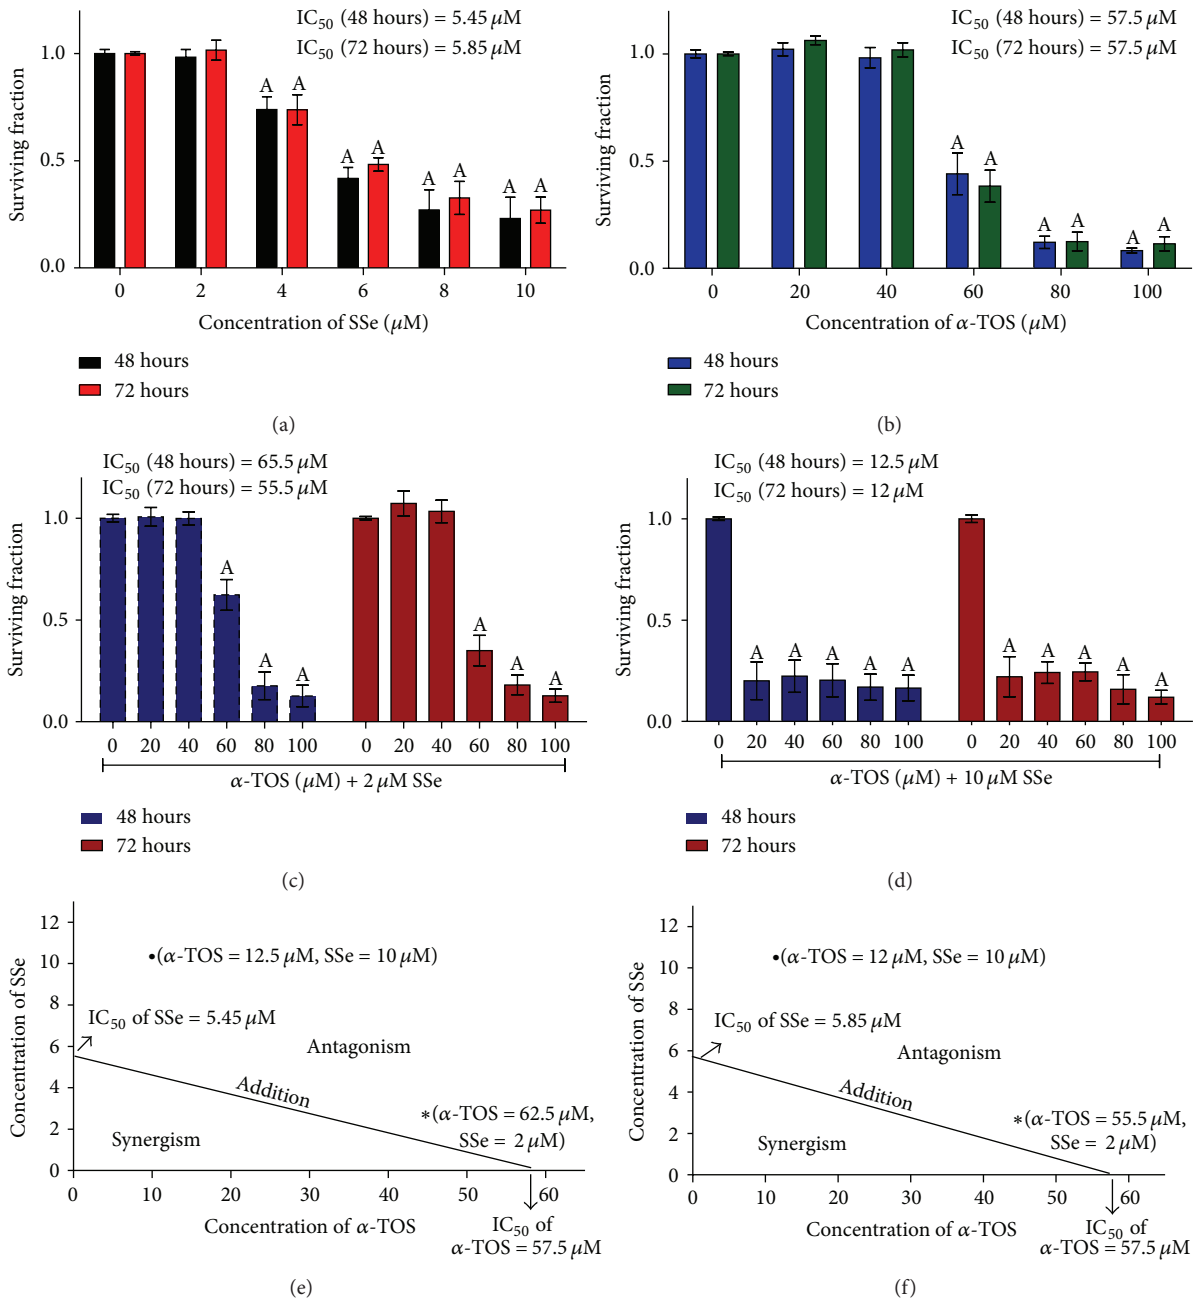 IC50 (48 hours) = 5.45 μM
IC50 (72 hours) = 5.85 μM
1.0
0.5
0.0
Surviving fraction
A A
A A
A A
A A
0 2 4 6 8 10
Concentration of SSe (μM)
48 hours
72 hours
(a)
IC50 (48 hours) = 57.5 μM
IC50 (72 hours) = 57.5 μM
1.0
0.5
0.0
Surviving fraction
A A
A A
A A
0 20 40 60 80 100
Concentration of α-TOS (μM)
48 hours
72 hours
(b)
IC50 (48 hours) = 65.5 μM
IC50 (72 hours) = 55.5 μM
1.0
0.5
0.0
Surviving fraction
A A A
A A A
0 20 40 60 80 100 0 20 40 60 80 100
α-TOS (μM) + 2 μM SSe
48 hours
72 hours
(c)
IC50 (48 hours) = 12.5 μM
IC50 (72 hours) = 12 μM
1.0
0.5
0.0
Surviving fraction
A A A A A
A A A A A
0 20 40 60 80 100 0 20 40 60 80 100
α-TOS (μM) + 10 μM SSe
48 hours
72 hours
(d)
12
10
8
6
4
2
0
Concentration of SSe
•(α-TOS = 12.5 μM, SSe = 10 μM)
IC50 of SSe = 5.45 μM
Antagonism
Addition
Synergism
*(α-TOS = 62.5 μM,
SSe = 2 μM)
0 10 20 30 40 50 60
Concentration of α-TOS
IC50 of
α-TOS = 57.5 μM
(e)
12
10
8
6
4
2
0
Concentration of SSe
•(α-TOS = 12 μM, SSe = 10 μM)
IC50 of SSe = 5.85 μM
Antagonism
Addition
Synergism
*(α-TOS = 55.5 μM,
SSe = 2 μM)
0 10 20 30 40 50 60
Concentration of α-TOS
IC50 of
α-TOS = 57.5 μM
(f)